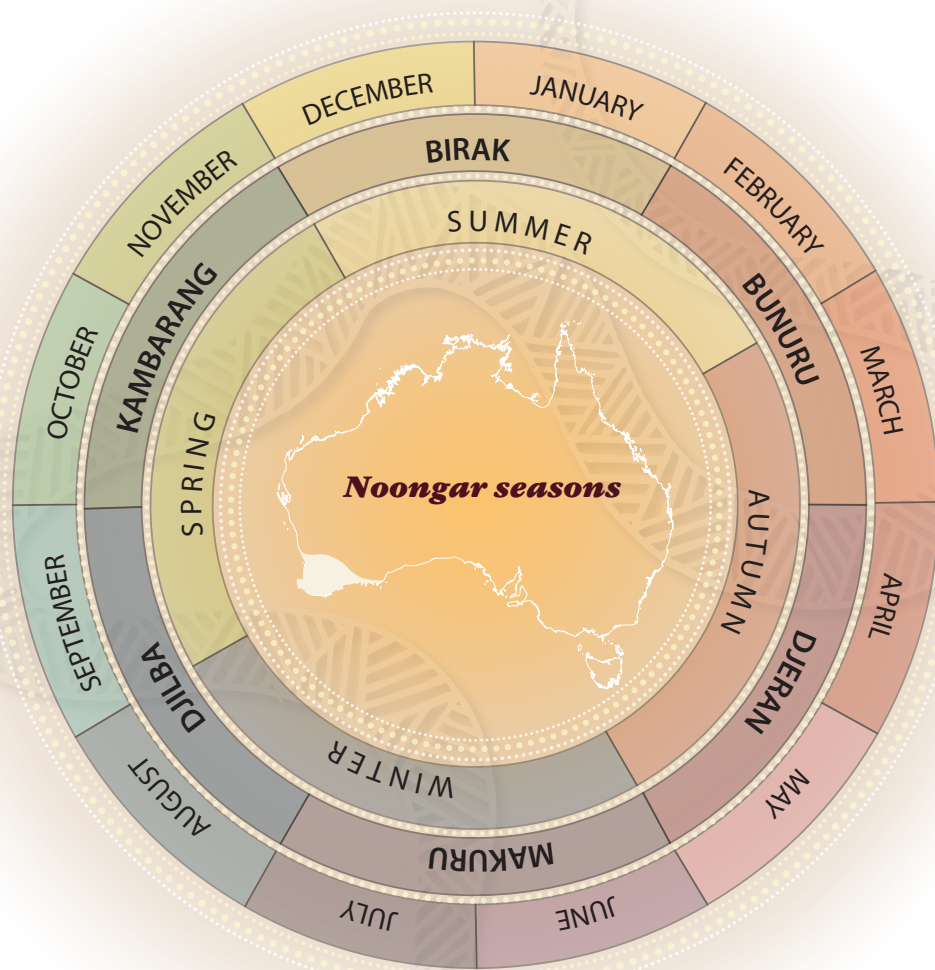 JANUARY
FEBRUARY
MARCH
APRIL
MAY
JUNE
JULY
AUGUST
SEPTEMBER
OCTOBER
NOVEMBER
DECEMBER
BIRAK
BUNURU
DJERAN
MAKURU
DJILBA
KAMBARANG
SUMMER
AUTUMN
WINTER
SPRING
Noongar seasons